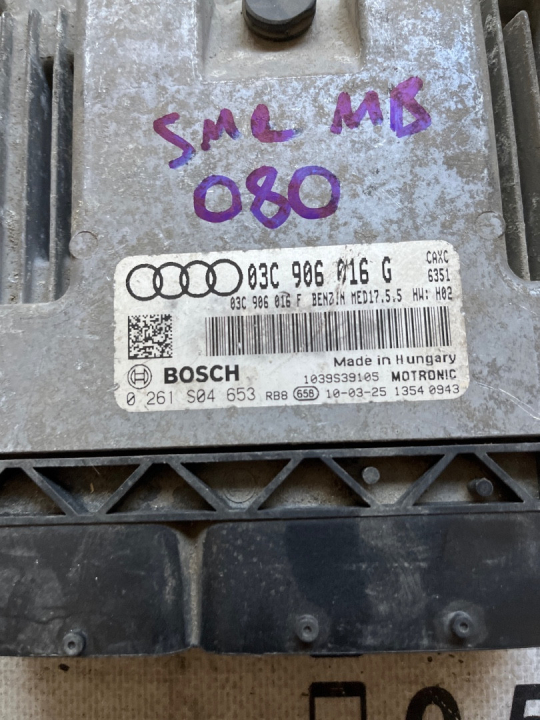 SML MB
080
03C 906 016 G CAXC
6351
03C 906 016 F BENZIN MED17.5.5 HW: H02
BOSCH Made in Hungary
1039S39105 MOTRONIC
0 261 S04 653 RB8 658 10-03-25 1354 0943